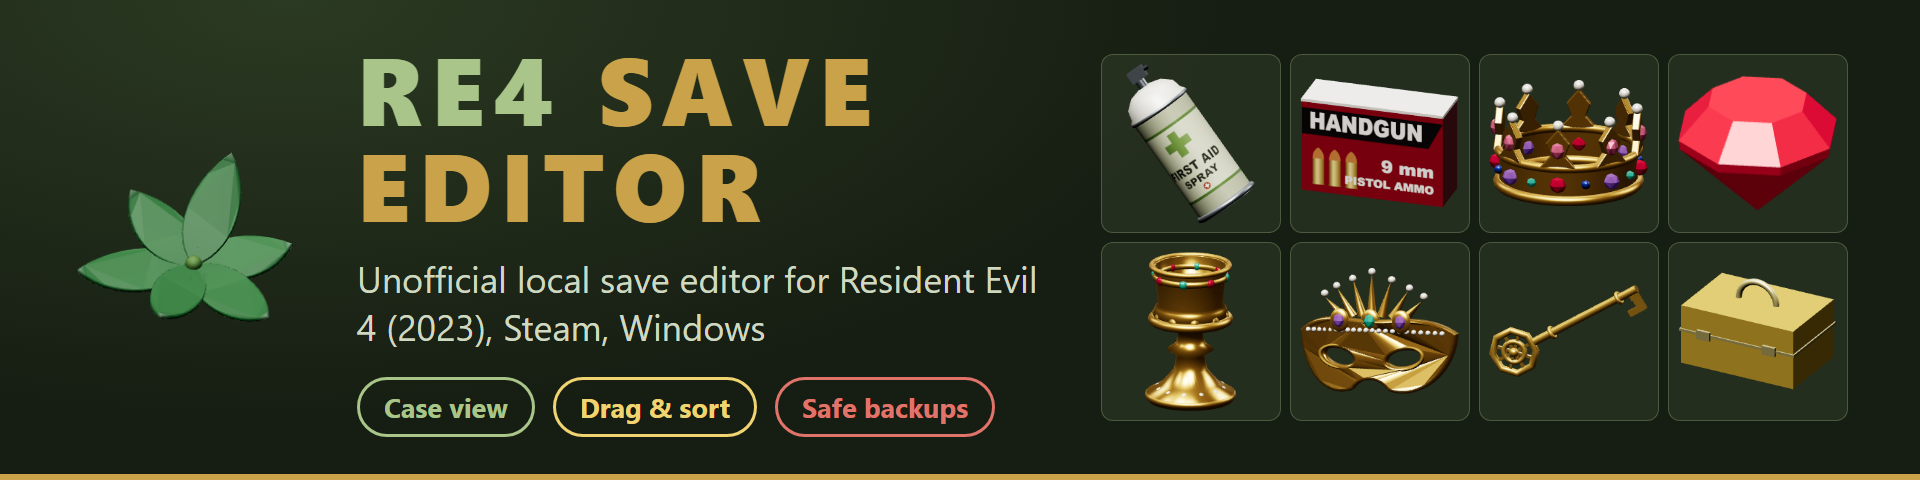 RE4 SAVE
EDITOR
Unofficial local save editor for Resident Evil
4 (2023), Steam, Windows
Case view
Drag & sort
Safe backups
FIRST AID
SPRAY
HANDGUN
9 mm
PISTOL AMMO